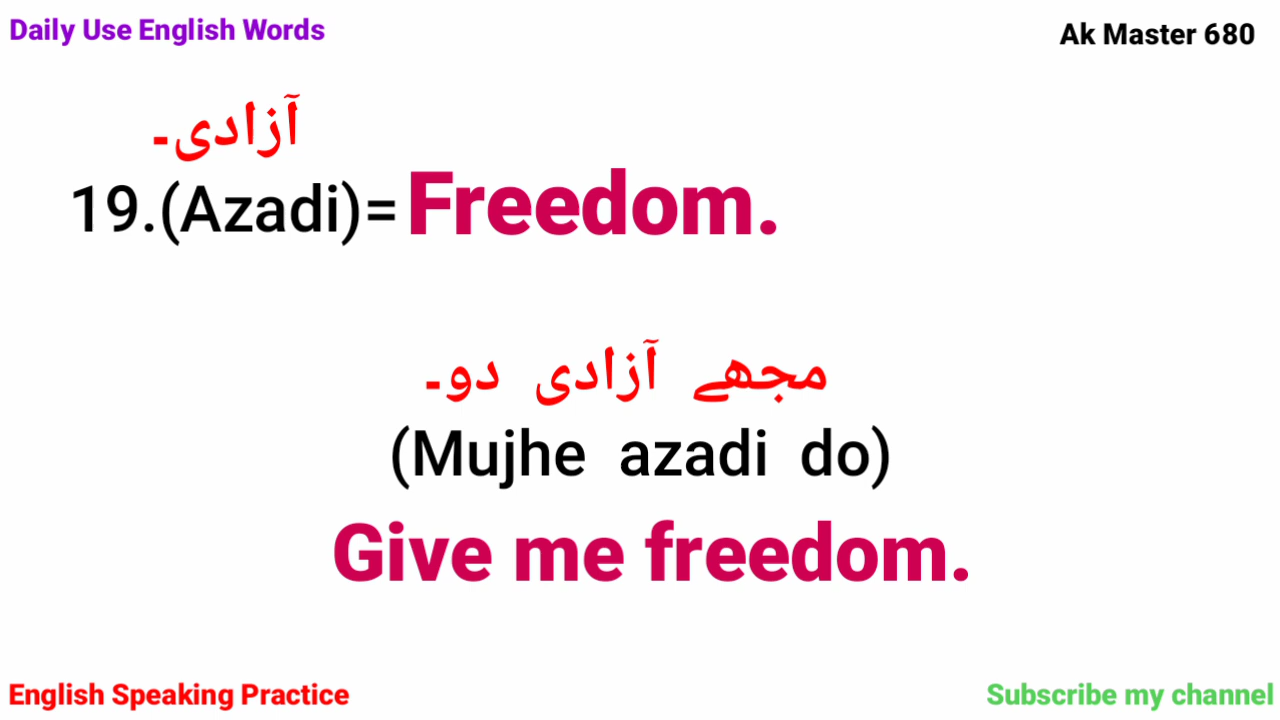 Daily Use English Words
Ak Master 680
آزادی۔
19.(Azadi)=Freedom.
مجھے آزادی دو۔
(Mujhe azadi do)
Give me freedom.
English Speaking Practice
Subscribe my channel